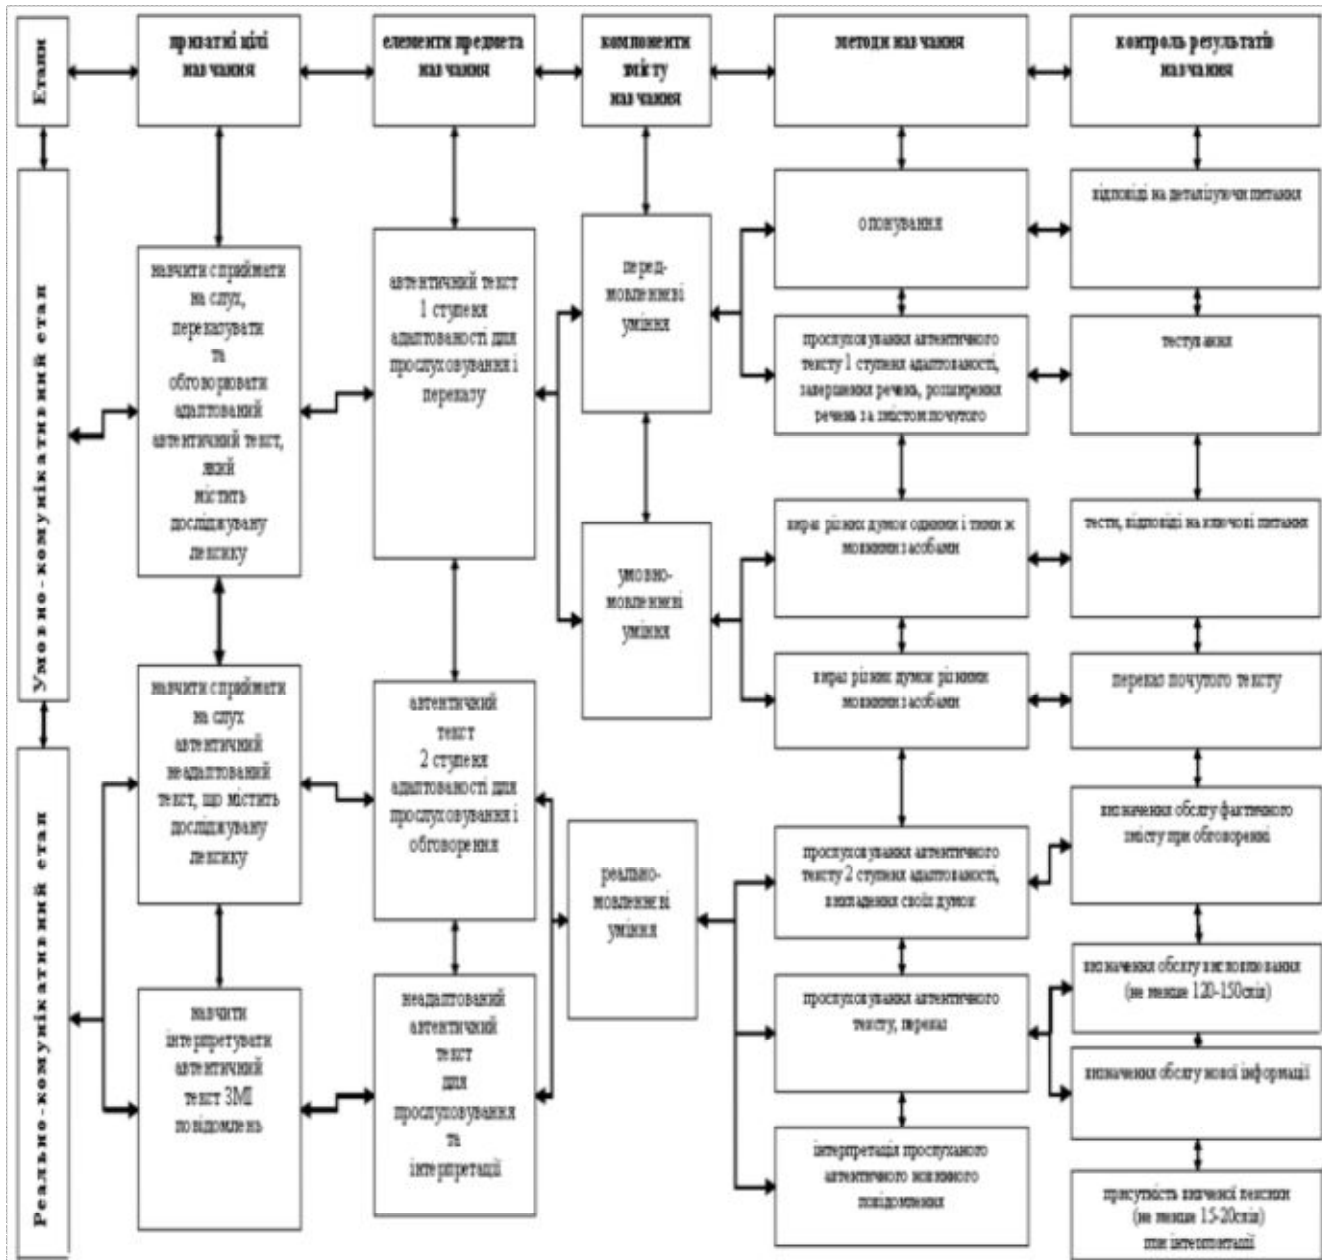 Етапи
приватні цілі
навчання
елементи предмета
навчання
компоненти
змісту
навчання
методи навчання
контроль результатів
навчання
Умовно-комунікативний етап
навчити сприймати
на слух,
переказувати
та
обговорювати
адаптований
автентичний текст,
який
містить
досліджувану
лексику
автентичний текст
1 ступеня
адаптованості для
прослуховування і
переказу
перед-
мовленнєві
уміння
опонування
відповіді на деталізуючи питання
прослуховування автентичного
тексту 1 ступеня адаптованості,
завершення речень, розширення
речень за змістом почутого
тестування
умовно-
мовленнєві
уміння
вираз різних думок одними і тими ж
мовними засобами
тести, відповіді на ключові питання
вираз різних думок різними
мовними засобами
переказ почутого тексту
Реально-комунікативний етап
навчити сприймати
на слух
автентичний
неадаптований
текст, що містить
досліджувану
лексику
автентичний
текст
2 ступеня
адаптованості для
прослуховування і
обговорення
реально-
мовленнєві
уміння
прослуховування автентичного
тексту 2 ступеня адаптованості,
викладення своїх думок
визначення обсягу фактичного
змісту при обговоренні
навчити
інтерпретувати
автентичний
текст ЗМІ
повідомлень
неадаптований
автентичний
текст
для
прослуховування
та
інтерпретації
прослуховування автентичного
тексту, переказ
визначення обсягу висловлювання
(не менше 120-150слів)
визначення обсягу нової інформації
інтерпретація прослуханого
автентичного новинного
повідомлення
присутність вивченої лексики
(не менше 15-20слів)
при інтерпретації